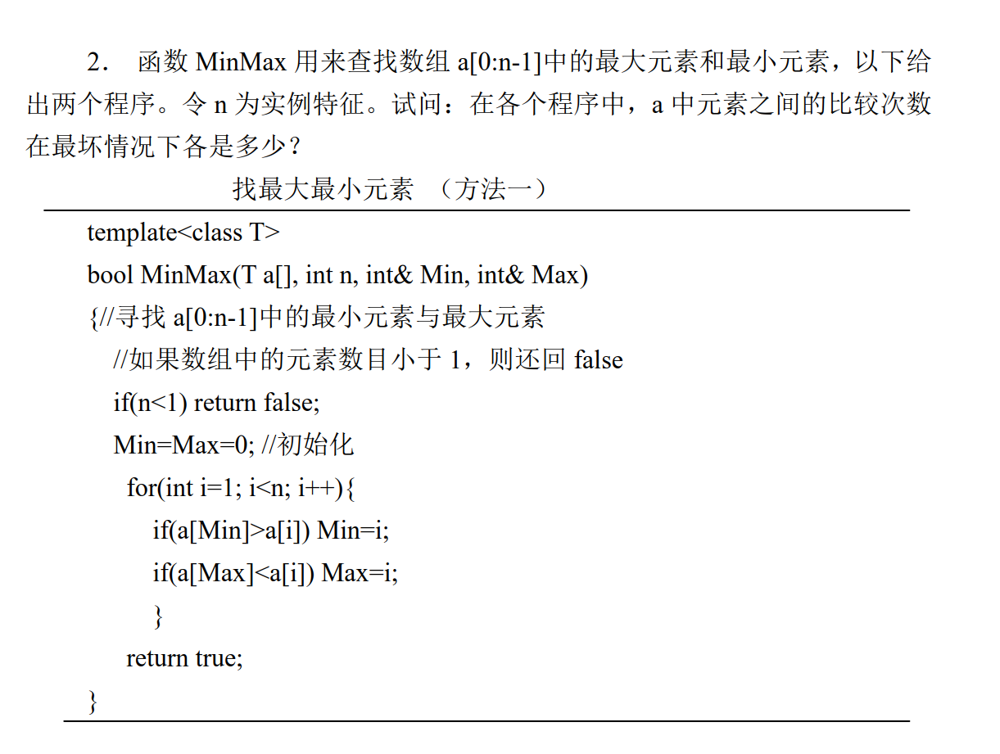 2． 函数 MinMax 用来查找数组 a[0:n-1]中的最大元素和最小元素，以下给
出两个程序。令 n 为实例特征。试问：在各个程序中，a 中元素之间的比较次数
在最坏情况下各是多少？
找最大最小元素 （方法一）
template<class T>
bool MinMax(T a[], int n, int& Min, int& Max)
{//寻找 a[0:n-1]中的最小元素与最大元素
//如果数组中的元素数目小于 1，则还回 false
if(n<1) return false;
Min=Max=0; //初始化
for(int i=1; i<n; i++){
if(a[Min]>a[i]) Min=i;
if(a[Max]<a[i]) Max=i;
}
return true;
}